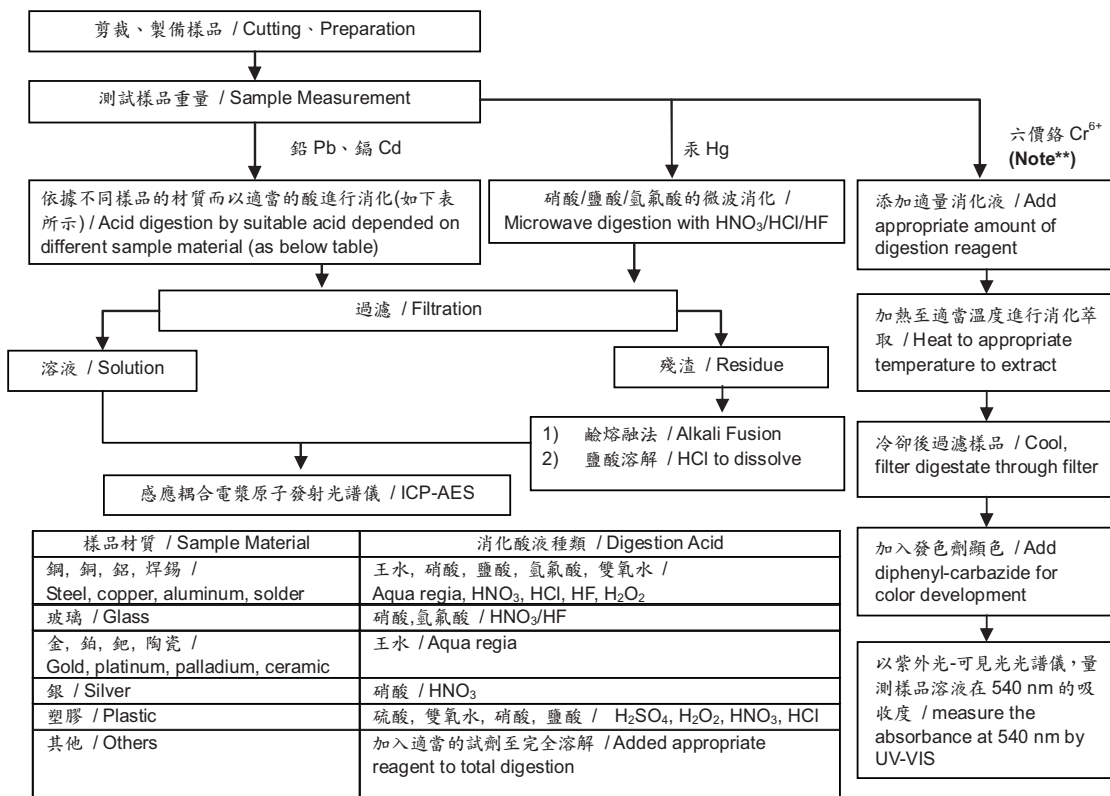 剪裁、製備樣品 / Cutting、Preparation
測試樣品重量 / Sample Measurement
鉛 Pb、鎘 Cd
汞 Hg
六價鉻 Cr⁶⁺
(Note**)
依據不同樣品的材質而以適當的酸進行消化(如下表
所示) / Acid digestion by suitable acid depended on
different sample material (as below table)
硝酸/鹽酸/氫氟酸的微波消化 /
Microwave digestion with HNO₃/HCl/HF
添加適量消化液 / Add
appropriate amount of
digestion reagent
過濾 / Filtration
加熱至適當溫度進行消化萃
取 / Heat to appropriate
temperature to extract
溶液 / Solution
殘渣 / Residue
1) 鹼熔融法 / Alkali Fusion
2) 鹽酸溶解 / HCl to dissolve
冷卻後過濾樣品 / Cool,
filter digestate through filter
感應耦合電漿原子發射光譜儀 / ICP-AES
加入發色劑顯色 / Add
diphenyl-carbazide for
color development
以紫外光-可見光光譜儀，量
測樣品溶液在 540 nm 的吸
收度 / measure the
absorbance at 540 nm by
UV-VIS
樣品材質 / Sample Material 消化酸液種類 / Digestion Acid
鋼, 銅, 鋁, 焊錫 / 王水, 硝酸, 鹽酸, 氫氟酸, 雙氧水 /
Steel, copper, aluminum, solder Aqua regia, HNO₃, HCl, HF, H₂O₂
玻璃 / Glass 硝酸,氫氟酸 / HNO₃/HF
金, 鉑, 鈀, 陶瓷 / 王水 / Aqua regia
Gold, platinum, palladium, ceramic
銀 / Silver 硝酸 / HNO₃
塑膠 / Plastic 硫酸, 雙氧水, 硝酸, 鹽酸 / H₂SO₄, H₂O₂, HNO₃, HCl
其他 / Others 加入適當的試劑至完全溶解 / Added appropriate
reagent to total digestion